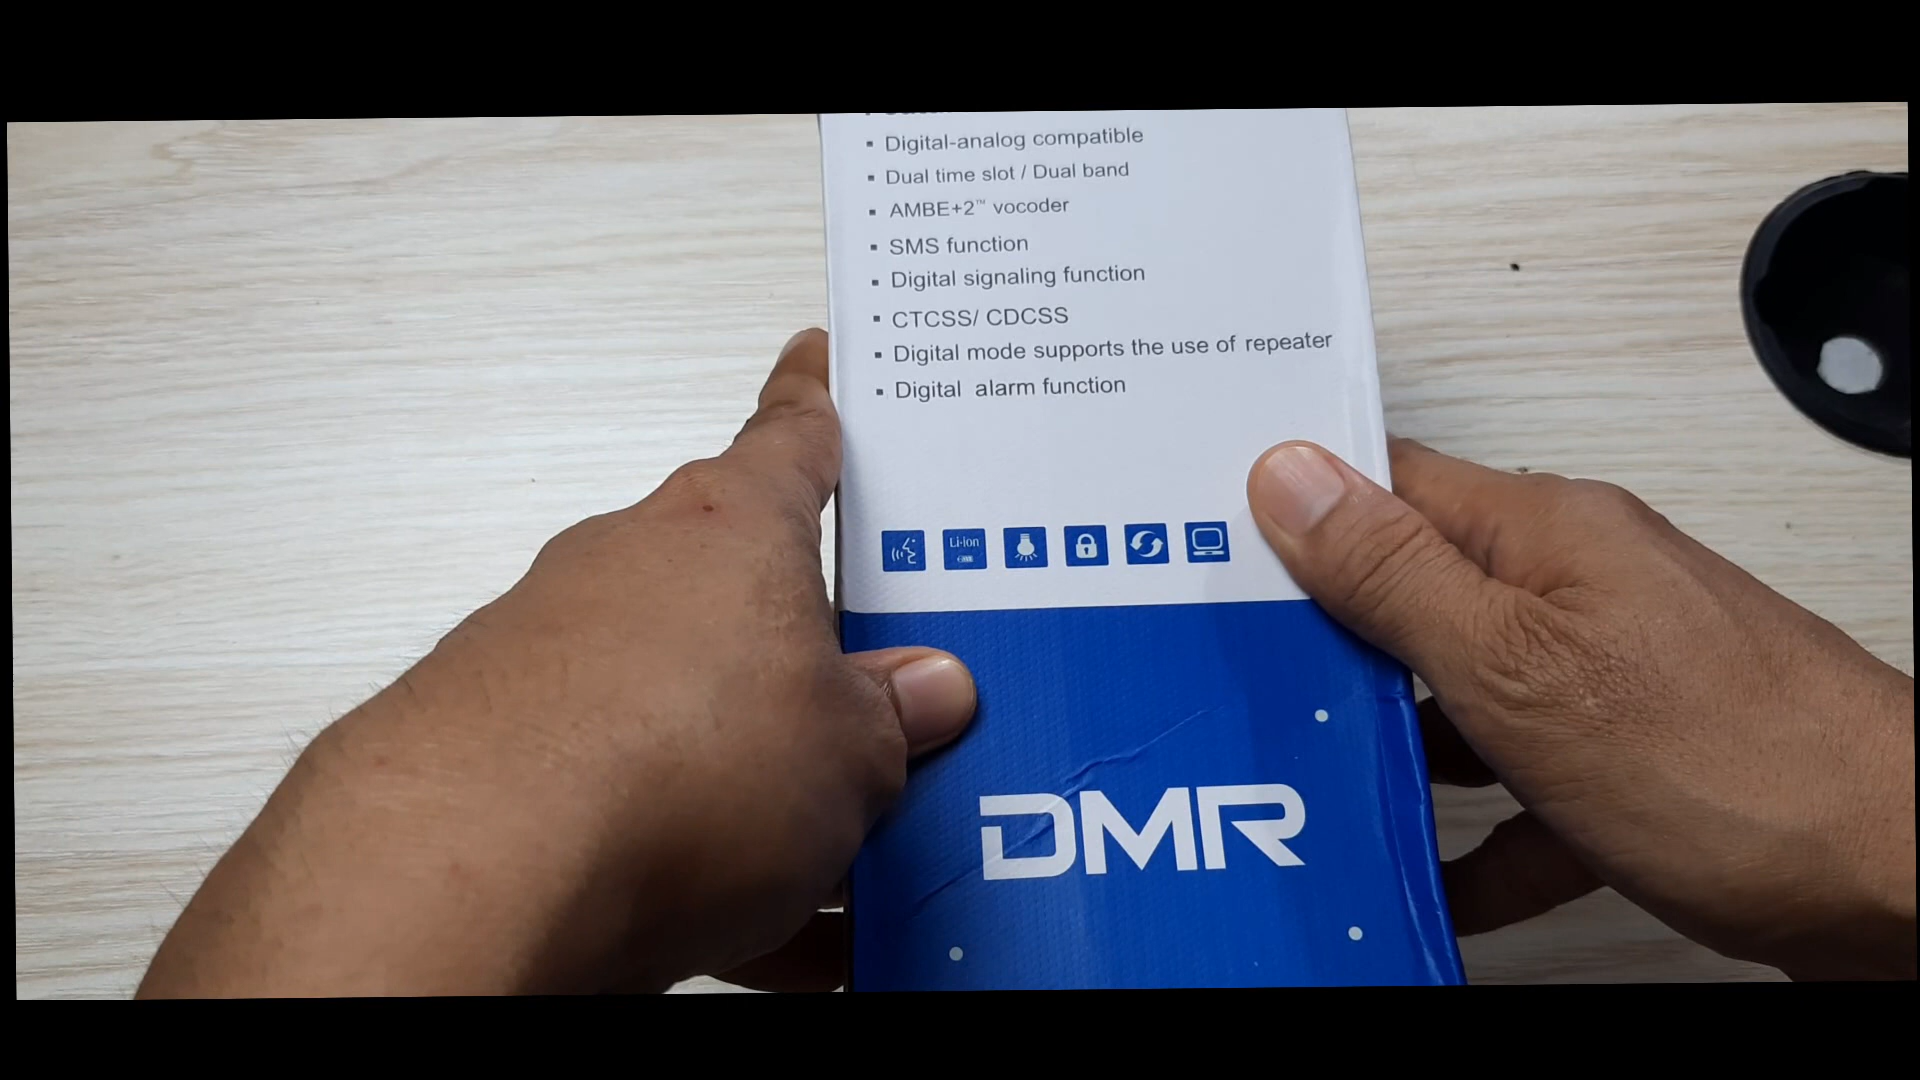 Digital-analog compatible
Dual time slot / Dual band
AMBE+2™ vocoder
SMS function
Digital signaling function
CTCSS/ CDCSS
Digital mode supports the use of repeater
Digital alarm function
Li-ion
DMR